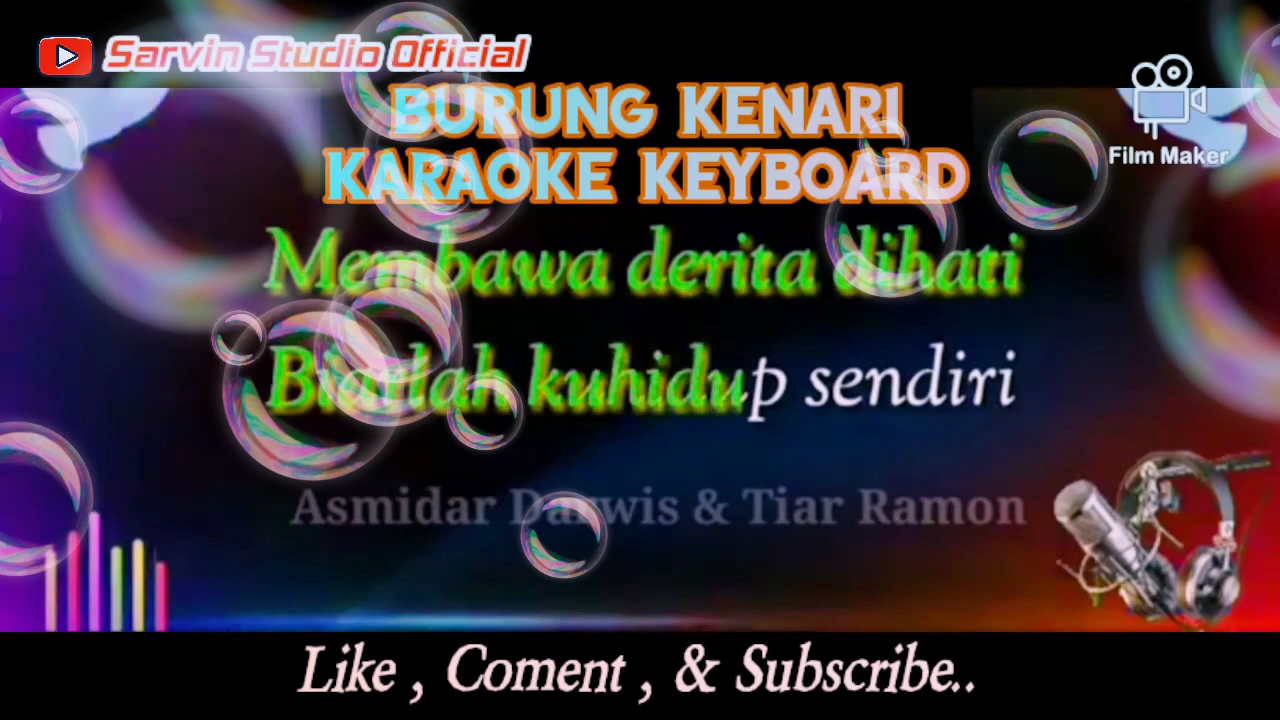 Sarvin Studio Official
BURUNG KENARI
KARAOKE KEYBOARD
Film Maker
Membawa derita dihati
Biarlah kuhidup sendiri
Asmidar Darwis & Tiar Ramon
Like , Coment , & Subscribe..